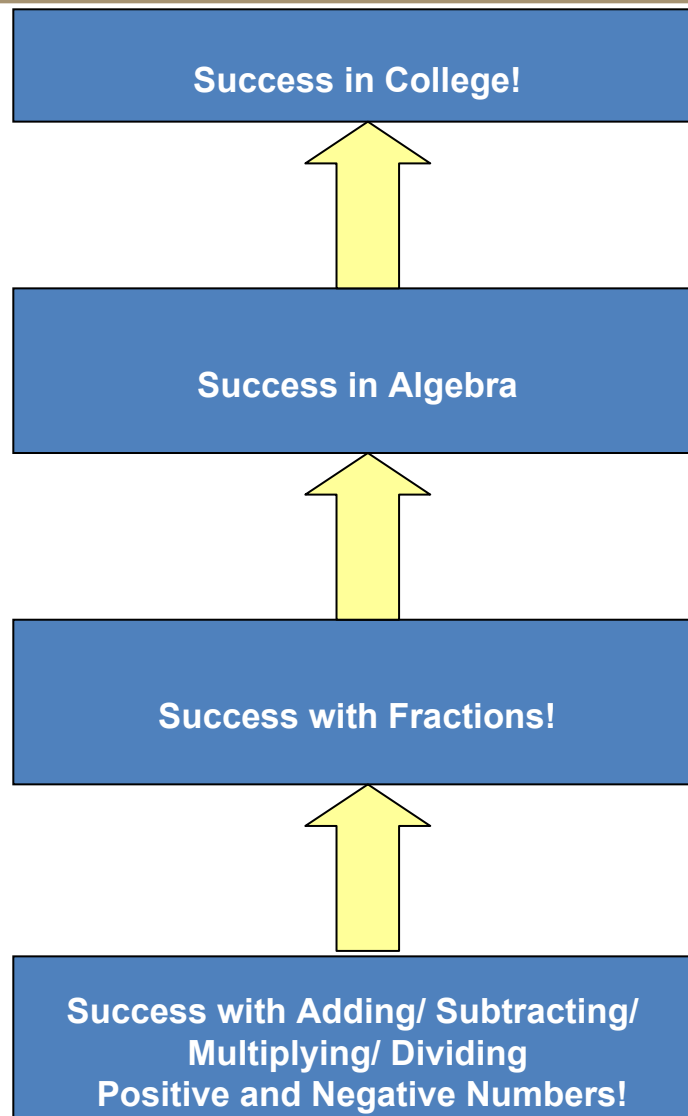 Success in College!
Success in Algebra
Success with Fractions!
Success with Adding/ Subtracting/
Multiplying/ Dividing
Positive and Negative Numbers!